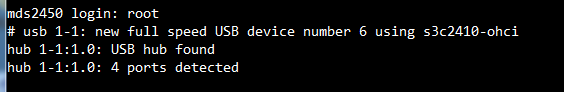 mds2450 login: root
# usb 1-1: new full speed USB device number 6 using s3c2410-ohci
hub 1-1:1.0: USB hub found
hub 1-1:1.0: 4 ports detected